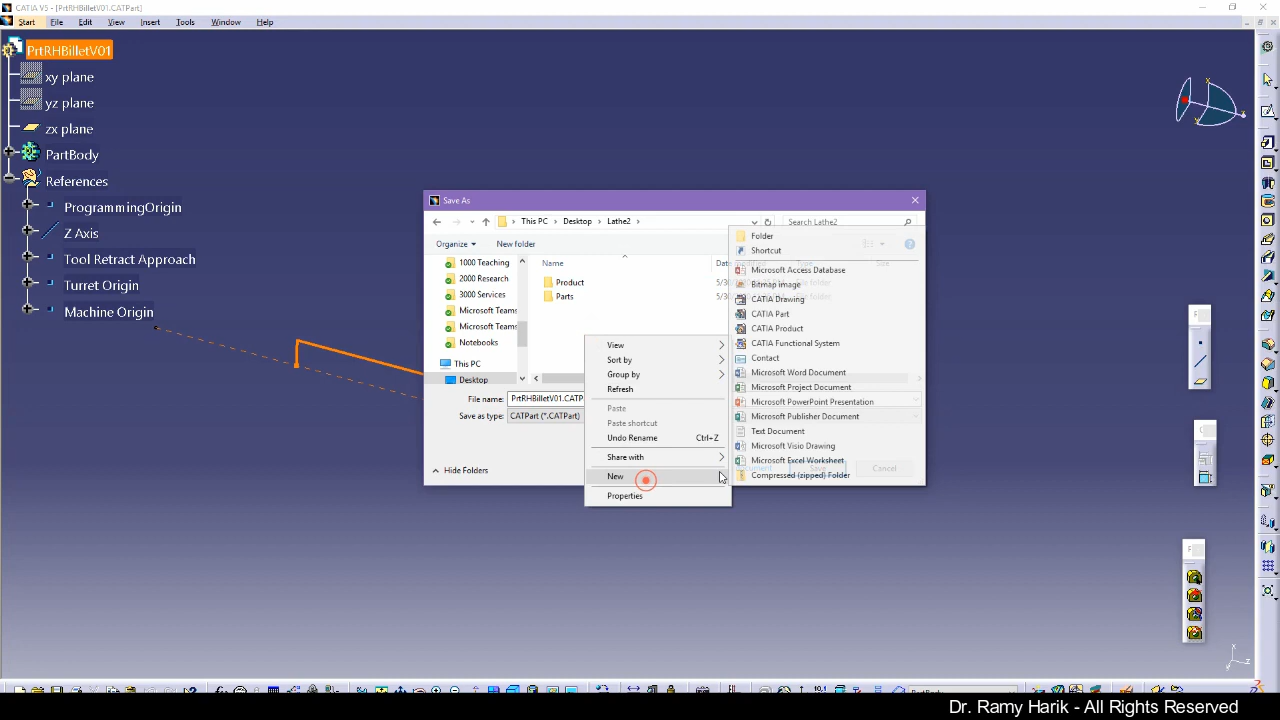 CATIA V5 - [PrtRHBilletV01.CATPart]
Start File Edit View Insert Tools Window Help
PrtRHBilletV01
xy plane
yz plane
zx plane
PartBody
References
ProgrammingOrigin
Z Axis
Tool Retract Approach
Turret Origin
Machine Origin
Save As
This PC > Desktop > Lathe2 >
Search Lathe2
Organize
New folder
1000 Teaching
2000 Research
3000 Services
Microsoft Teams
Microsoft Teams
Notebooks
This PC
Desktop
Name
Product
Parts
File name: PrtRHBilletV01.CATP
Save as type: CATPart (*.CATPart)
Hide Folders
Save
Cancel
View
Sort by
Group by
Refresh
Paste
Paste shortcut
Undo Rename Ctrl+Z
Share with
New
Properties
Folder
Shortcut
Microsoft Access Database
Bitmap image
CATIA Drawing
CATIA Part
CATIA Product
CATIA Functional System
Contact
Microsoft Word Document
Microsoft Project Document
Microsoft PowerPoint Presentation
Microsoft Publisher Document
Text Document
Microsoft Visio Drawing
Microsoft Excel Worksheet
Compressed (zipped) Folder
Dr. Ramy Harik - All Rights Reserved